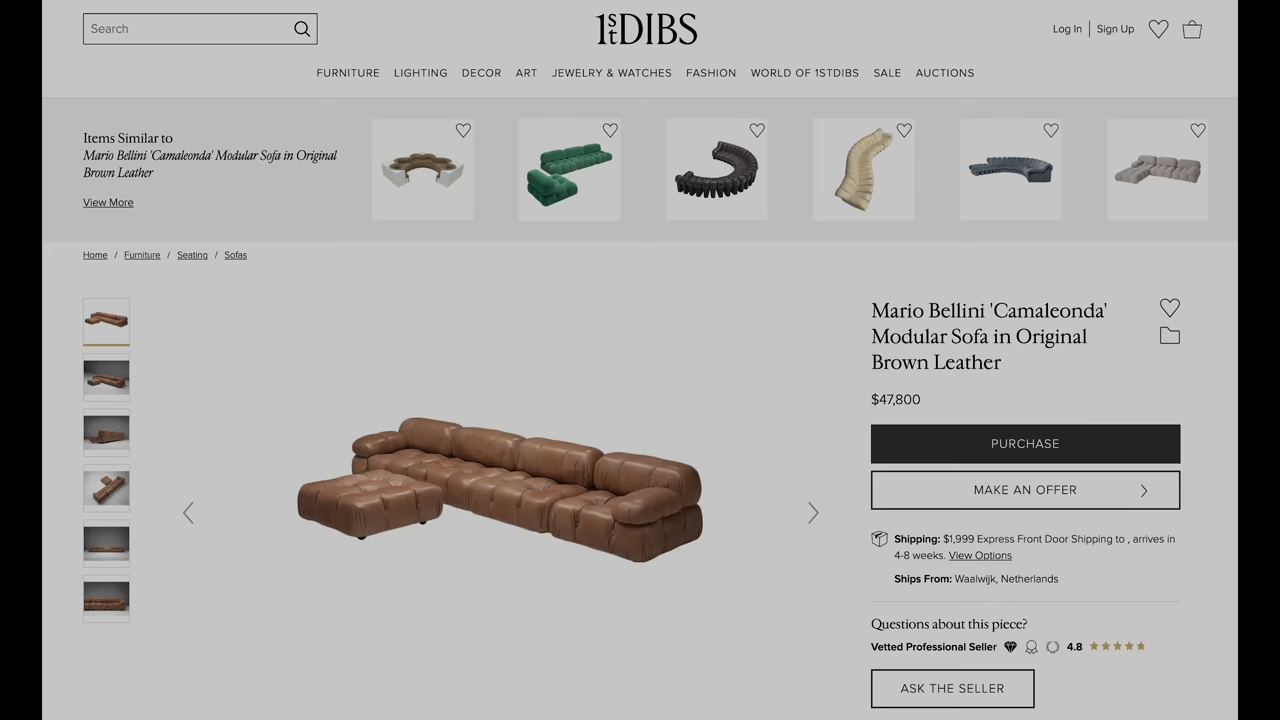 Search
1stDIBS
Log In
Sign Up
FURNITURE LIGHTING DECOR ART JEWELRY & WATCHES FASHION WORLD OF 1STDIBS SALE AUCTIONS
Items Similar to
Mario Bellini 'Camaleonda' Modular Sofa in Original
Brown Leather
View More
Home / Furniture / Seating / Sofas
Mario Bellini 'Camaleonda'
Modular Sofa in Original
Brown Leather
$47,800
PURCHASE
MAKE AN OFFER
Shipping: $1,999 Express Front Door Shipping to , arrives in
4-8 weeks. View Options
Ships From: Waalwijk, Netherlands
Questions about this piece?
Vetted Professional Seller 4.8
ASK THE SELLER